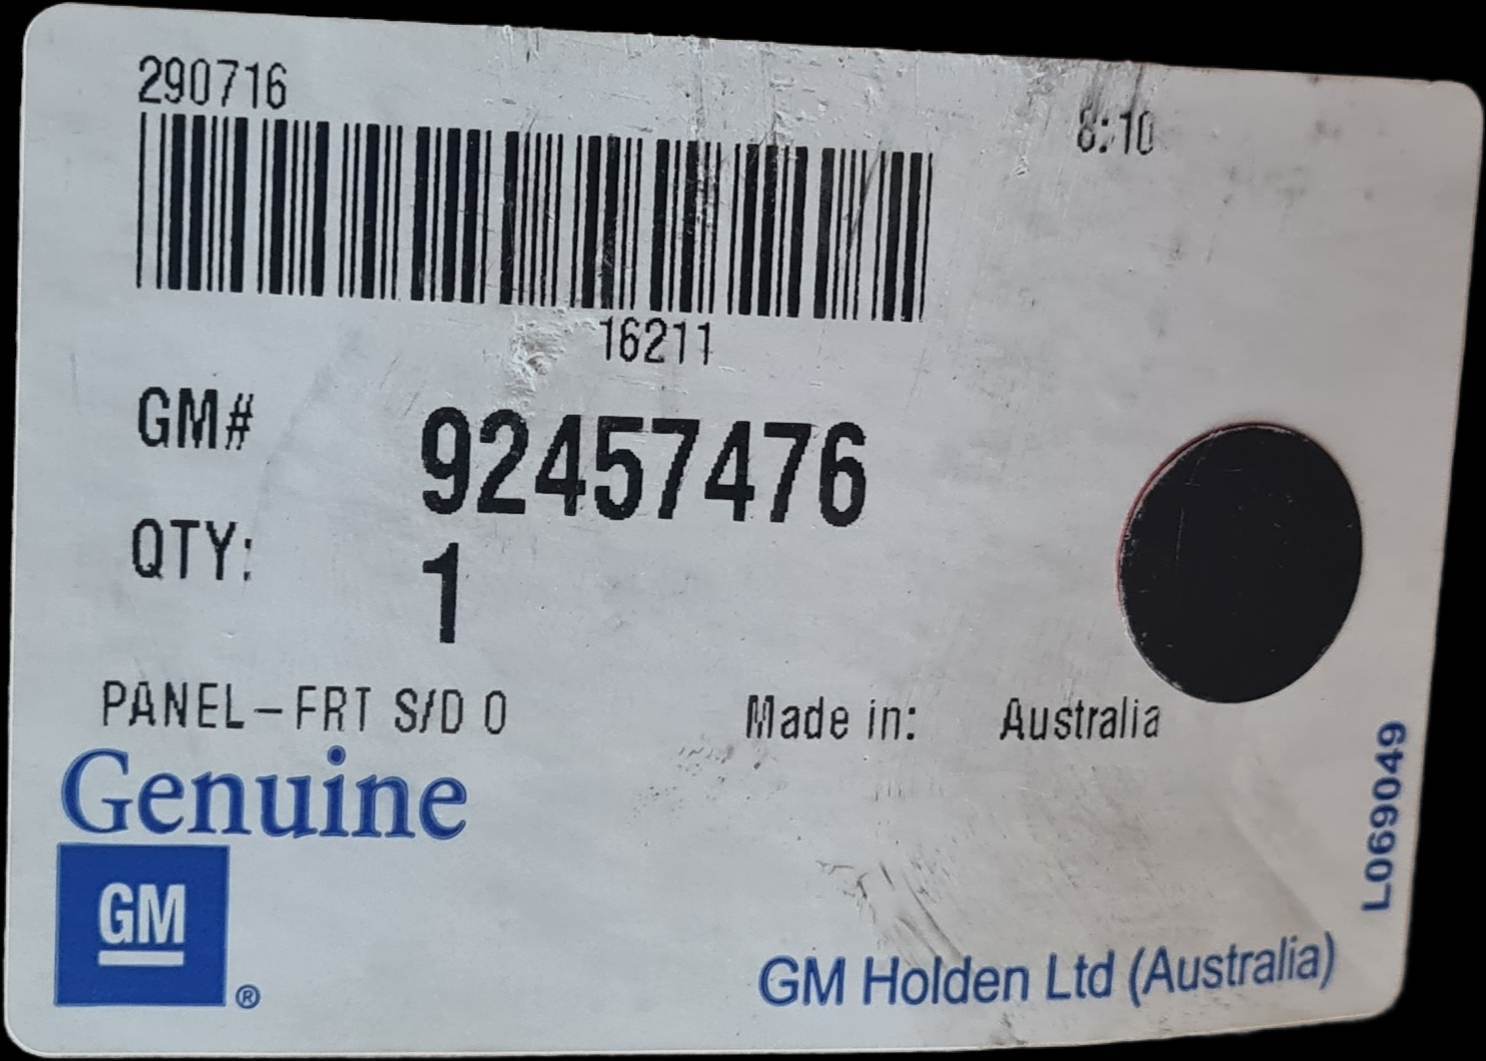 290716
8:10
16211
GM# 92457476
QTY: 1
PANEL-FRT S/D O Made in: Australia
Genuine
GM
®
GM Holden Ltd (Australia)
L069049